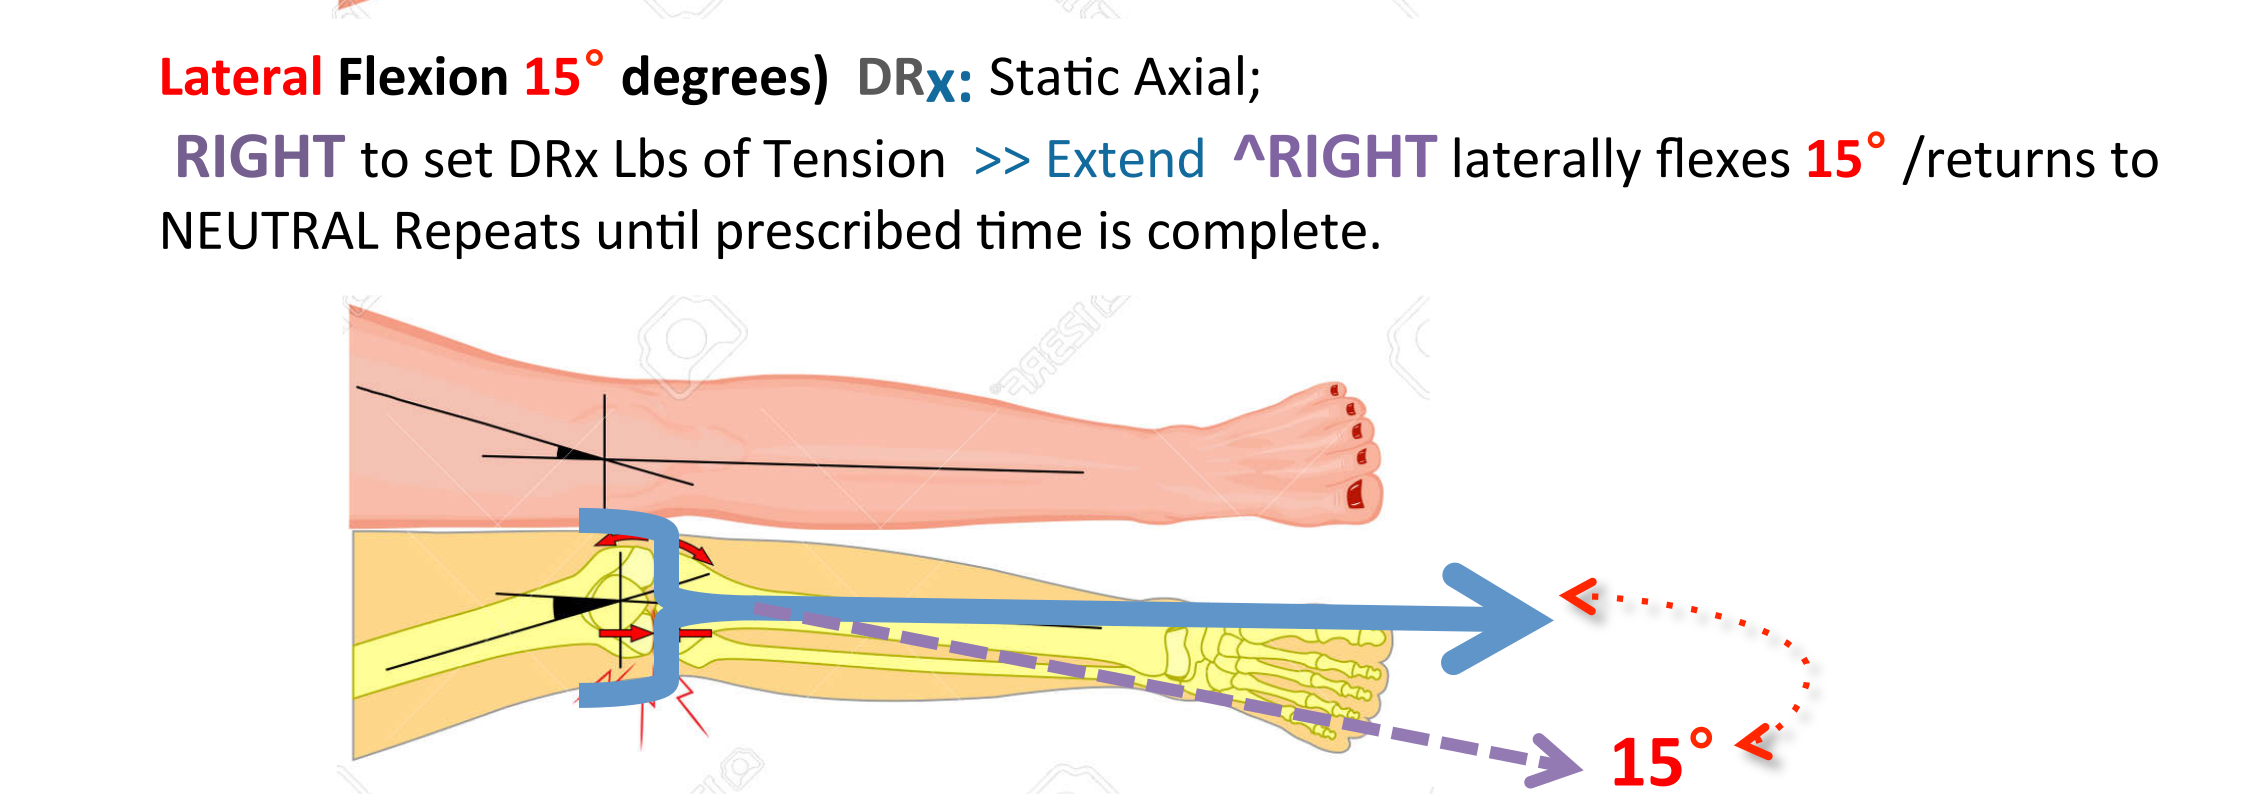 Lateral Flexion 15° degrees) DRx: Static Axial;
RIGHT to set DRx Lbs of Tension >> Extend ^RIGHT laterally flexes 15° /returns to
NEUTRAL Repeats until prescribed time is complete.
15°